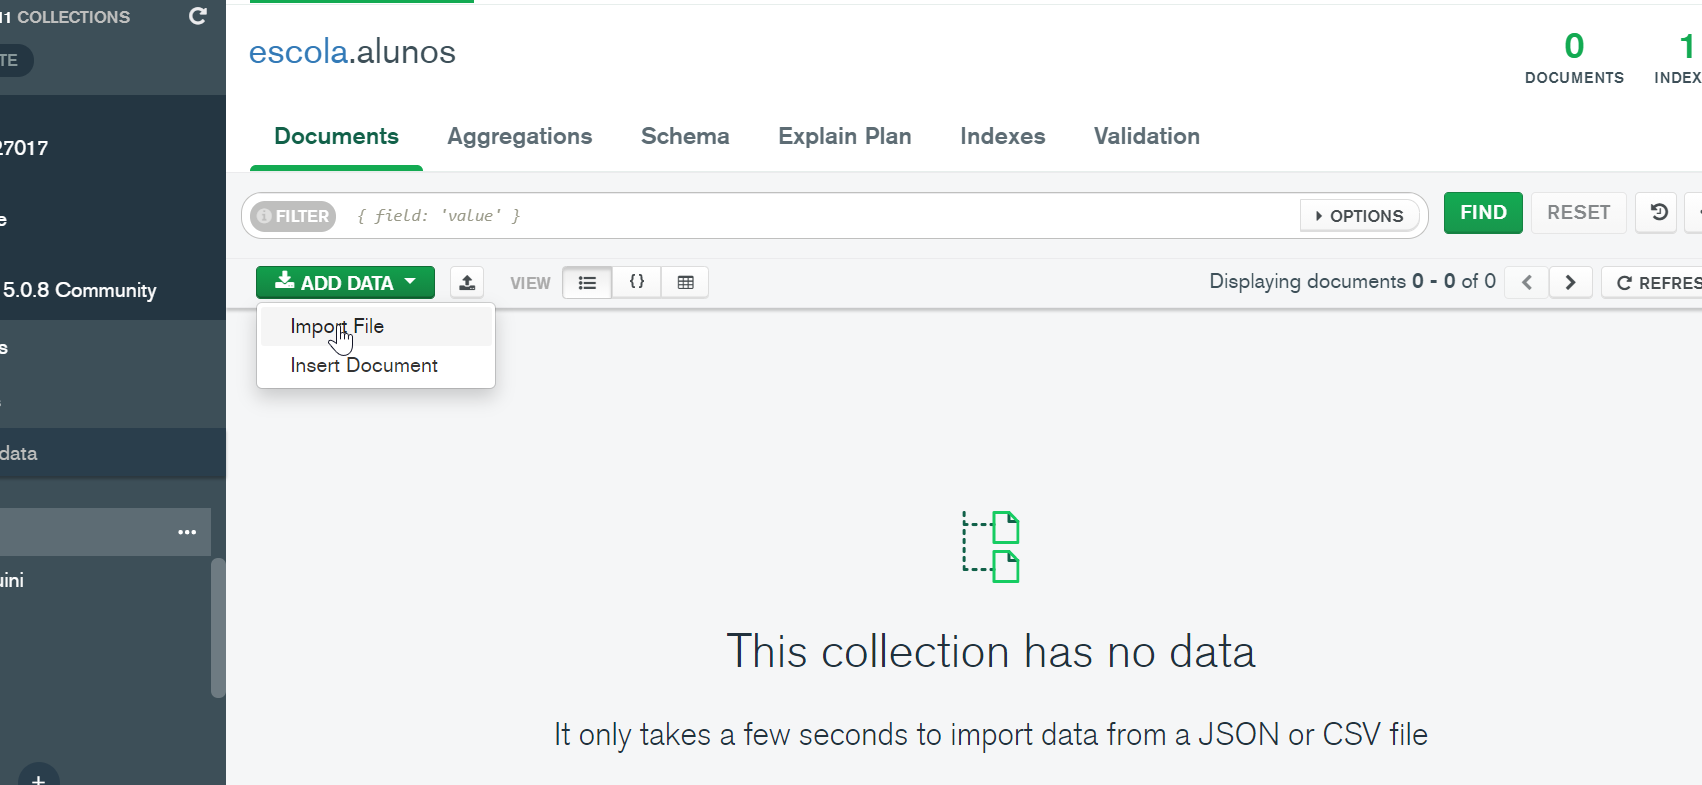 11 COLLECTIONS
TE
27017
e
5.0.8 Community
s
data
uini
escola.alunos
0
DOCUMENTS
1
INDEX
Documents Aggregations Schema Explain Plan Indexes Validation
FILTER { field: 'value' } OPTIONS FIND RESET
ADD DATA VIEW {} Displaying documents 0 - 0 of 0 REFRES
Import File
Insert Document
This collection has no data
It only takes a few seconds to import data from a JSON or CSV file